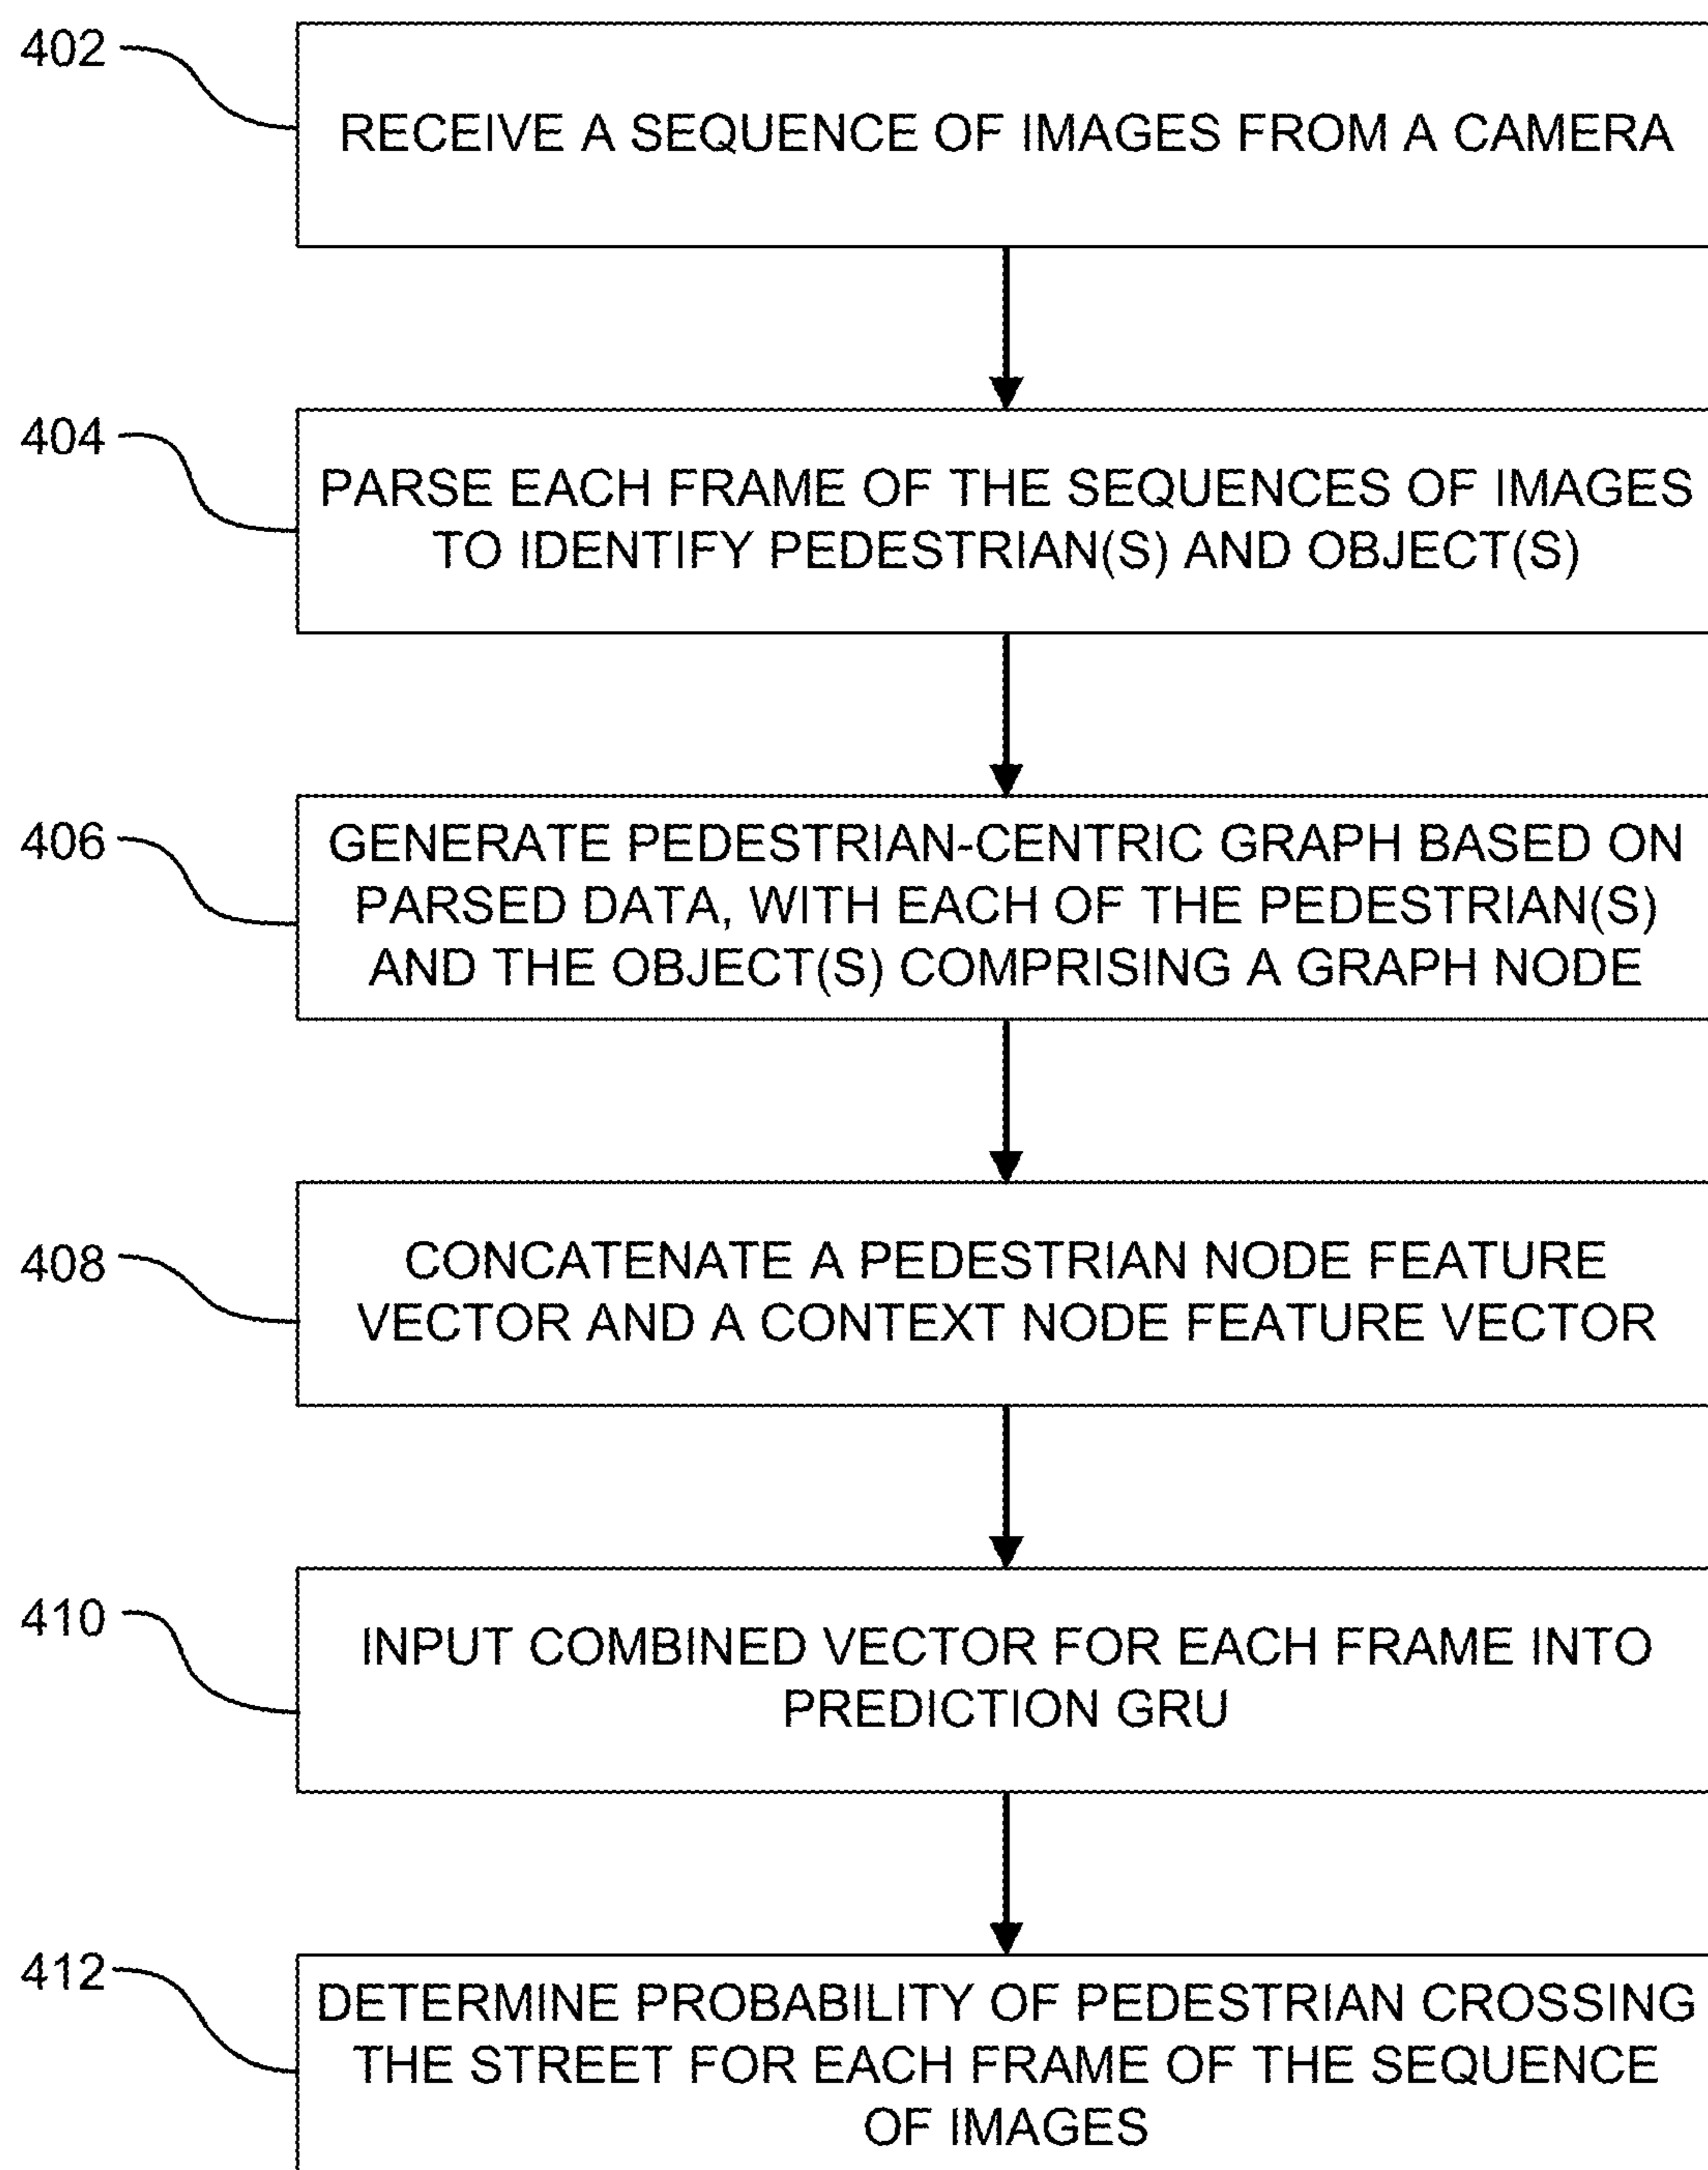 402
RECEIVE A SEQUENCE OF IMAGES FROM A CAMERA
404
PARSE EACH FRAME OF THE SEQUENCES OF IMAGES
TO IDENTIFY PEDESTRIAN(S) AND OBJECT(S)
406
GENERATE PEDESTRIAN-CENTRIC GRAPH BASED ON
PARSED DATA, WITH EACH OF THE PEDESTRIAN(S)
AND THE OBJECT(S) COMPRISING A GRAPH NODE
408
CONCATENATE A PEDESTRIAN NODE FEATURE
VECTOR AND A CONTEXT NODE FEATURE VECTOR
410
INPUT COMBINED VECTOR FOR EACH FRAME INTO
PREDICTION GRU
412
DETERMINE PROBABILITY OF PEDESTRIAN CROSSING
THE STREET FOR EACH FRAME OF THE SEQUENCE
OF IMAGES